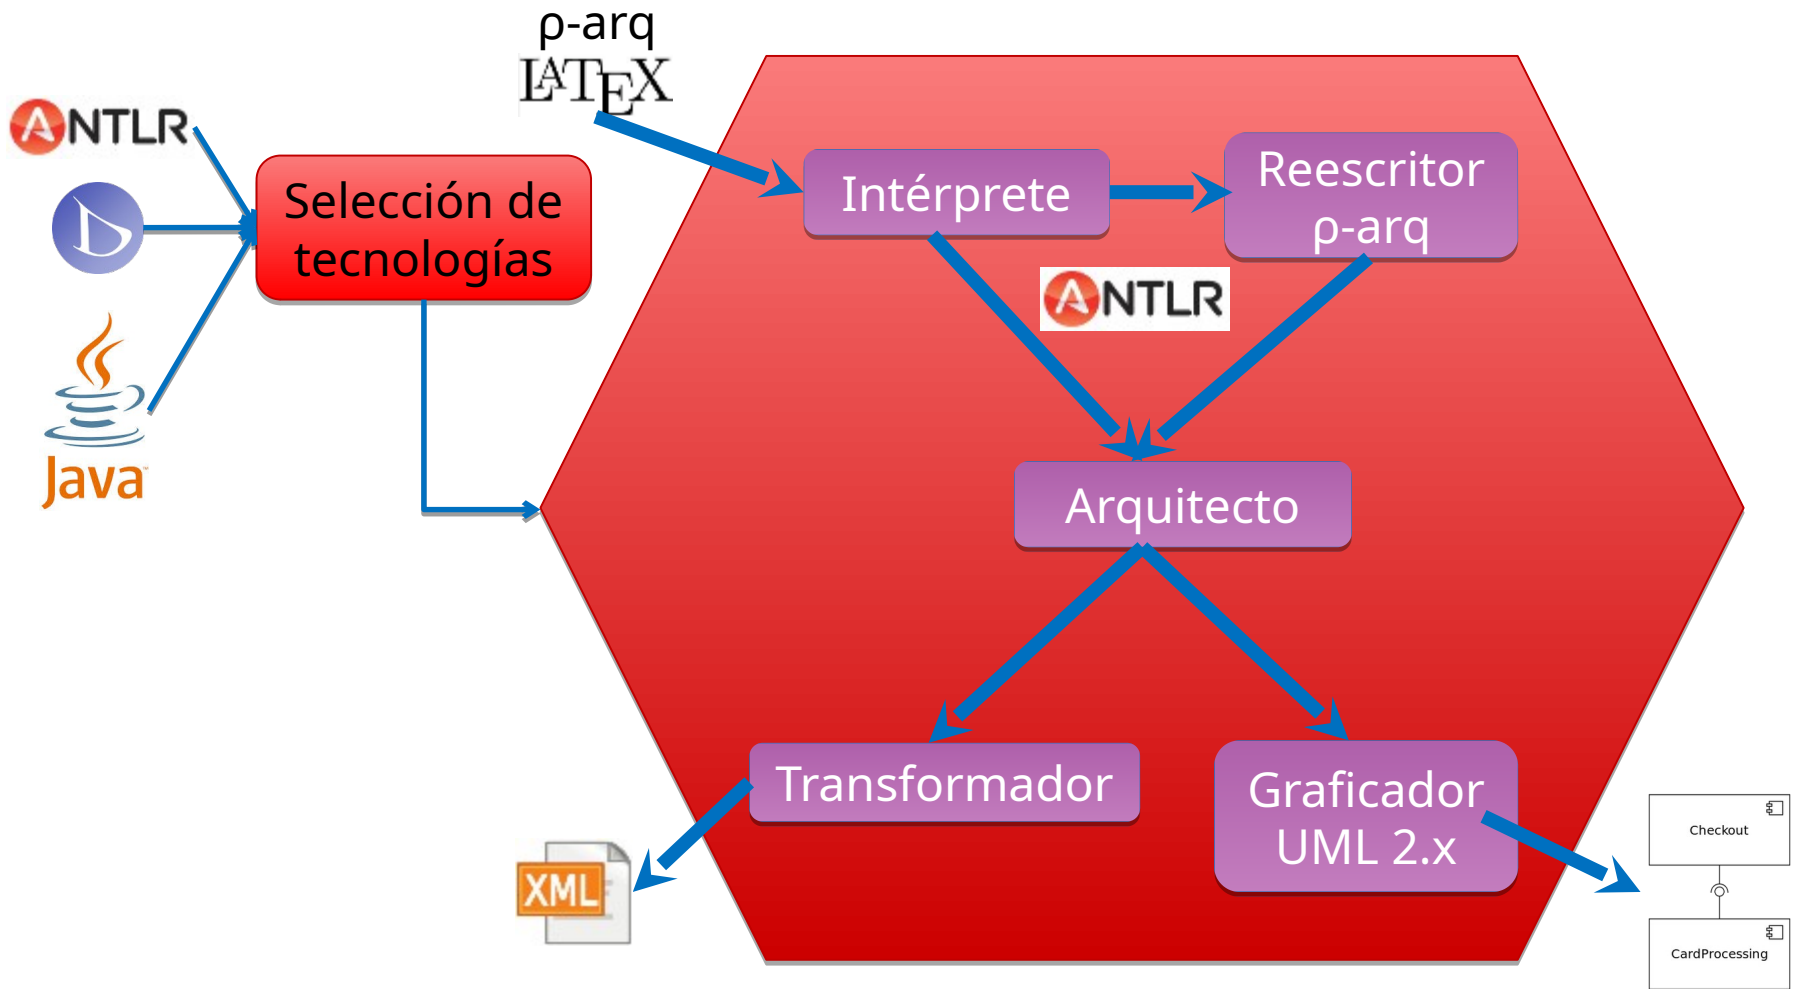 ρ-arq
LATEX
ANTLR
Selección de
tecnologías
Java
Intérprete
Reescritor
ρ-arq
ANTLR
Arquitecto
Transformador
Graficador
UML 2.x
XML
Checkout
CardProcessing